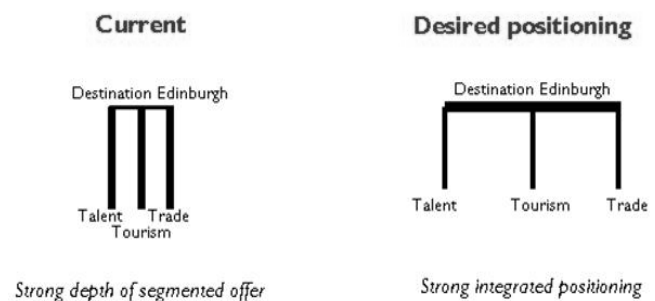 Current
Destination Edinburgh
Talent Trade
Tourism
Strong depth of segmented offer
Desired positioning
Destination Edinburgh
Talent Tourism Trade
Strong integrated positioning